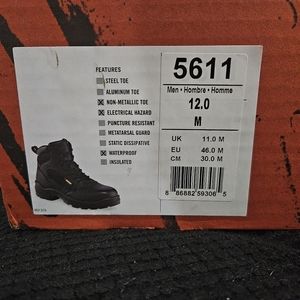 FEATURES
STEEL TOE
ALUMINUM TOE
NON-METALLIC TOE
ELECTRICAL HAZARD
PUNCTURE RESISTANT
METATARSAL GUARD
STATIC DISSIPATIVE
WATERPROOF
INSULATED
5611
Men • Hombre • Homme
12.0
M
UK 11.0 M
EU 46.0 M
CM 30.0 M
8 86882 59306 5